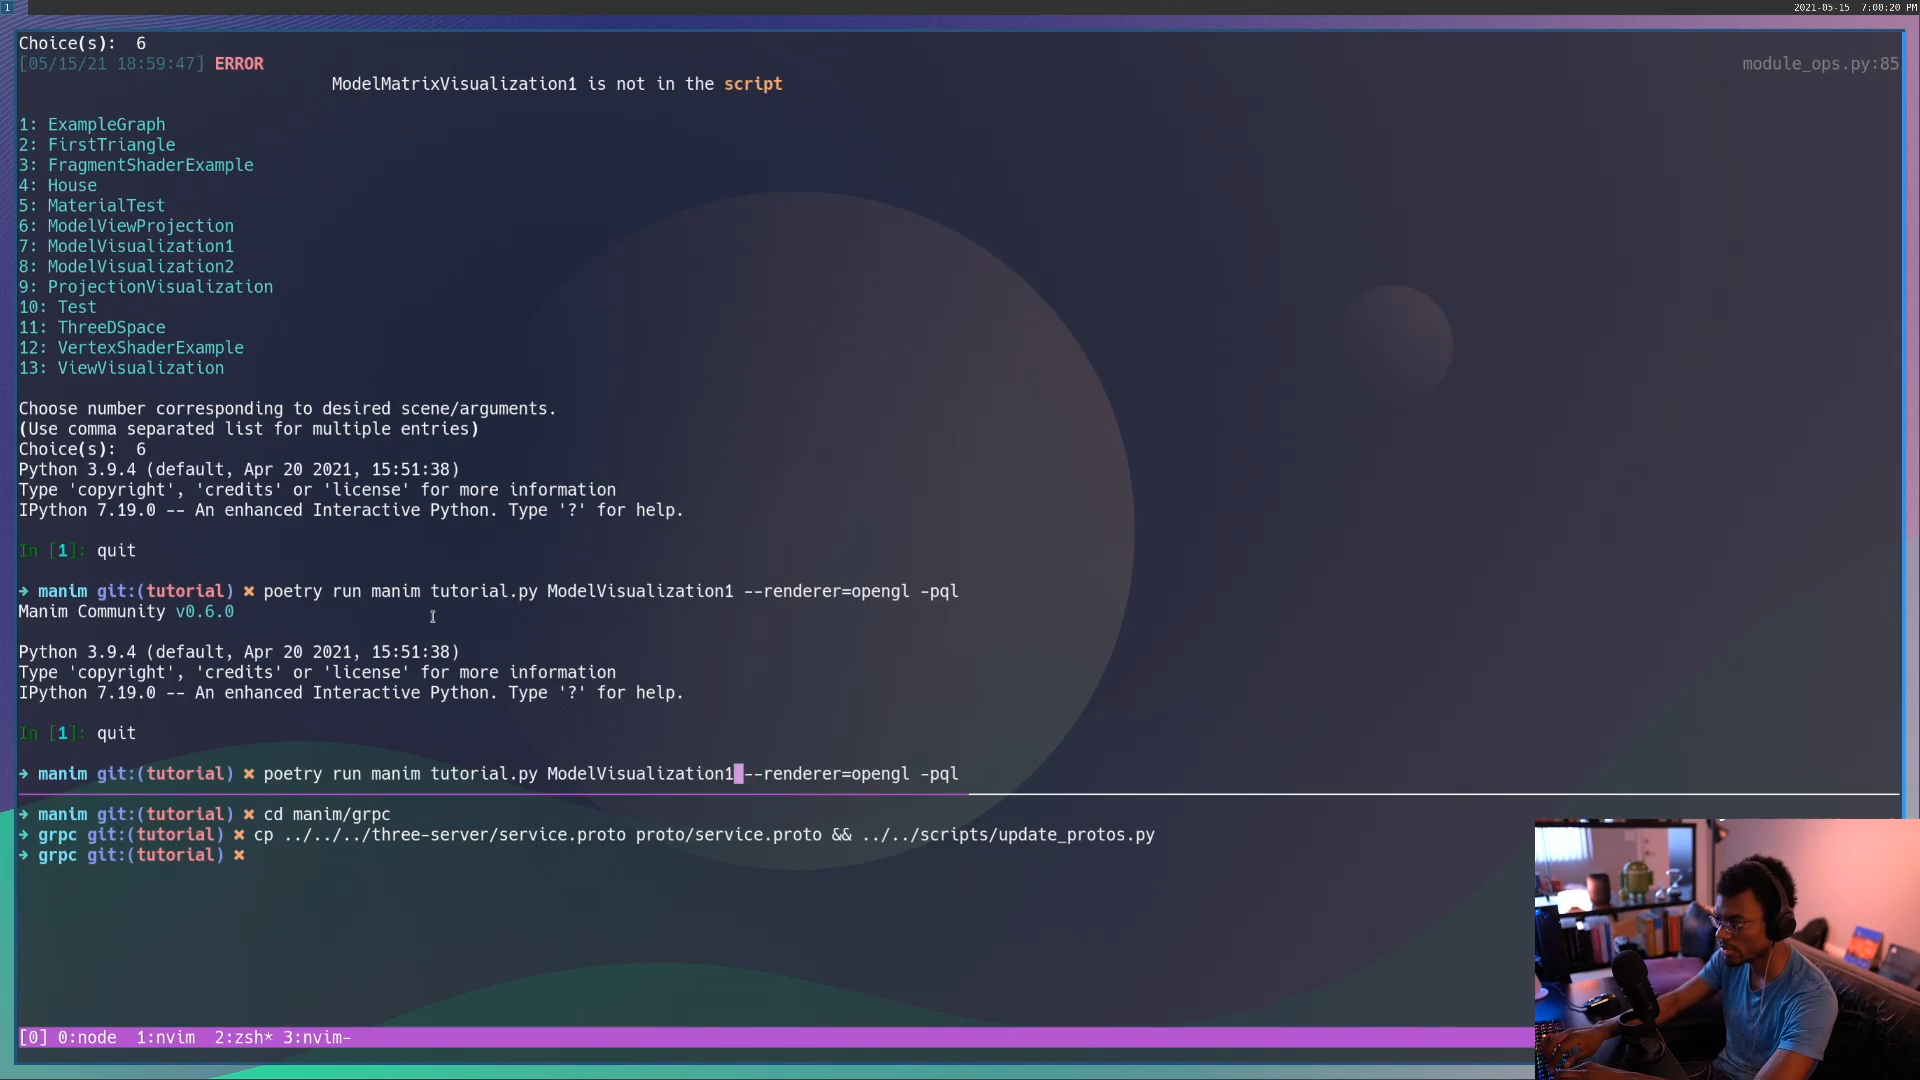 1
2021-05-15 7:00:20 PM
Choice(s): 6
[05/15/21 18:59:47] ERROR module_ops.py:85
ModelMatrixVisualization1 is not in the script
1: ExampleGraph
2: FirstTriangle
3: FragmentShaderExample
4: House
5: MaterialTest
6: ModelViewProjection
7: ModelVisualization1
8: ModelVisualization2
9: ProjectionVisualization
10: Test
11: ThreeDSpace
12: VertexShaderExample
13: ViewVisualization
Choose number corresponding to desired scene/arguments.
(Use comma separated list for multiple entries)
Choice(s): 6
Python 3.9.4 (default, Apr 20 2021, 15:51:38)
Type 'copyright', 'credits' or 'license' for more information
IPython 7.19.0 -- An enhanced Interactive Python. Type '?' for help.
In [1]: quit
➜ manim git:(tutorial) ✖ poetry run manim tutorial.py ModelVisualization1 --renderer=opengl -pql
Manim Community v0.6.0
Python 3.9.4 (default, Apr 20 2021, 15:51:38)
Type 'copyright', 'credits' or 'license' for more information
IPython 7.19.0 -- An enhanced Interactive Python. Type '?' for help.
In [1]: quit
➜ manim git:(tutorial) ✖ poetry run manim tutorial.py ModelVisualization1 --renderer=opengl -pql
➜ manim git:(tutorial) ✖ cd manim/grpc
➜ grpc git:(tutorial) ✖ cp ../../../three-server/service.proto proto/service.proto && ../../scripts/update_protos.py
➜ grpc git:(tutorial) ✖
[0] 0:node 1:nvim 2:zsh* 3:nvim-